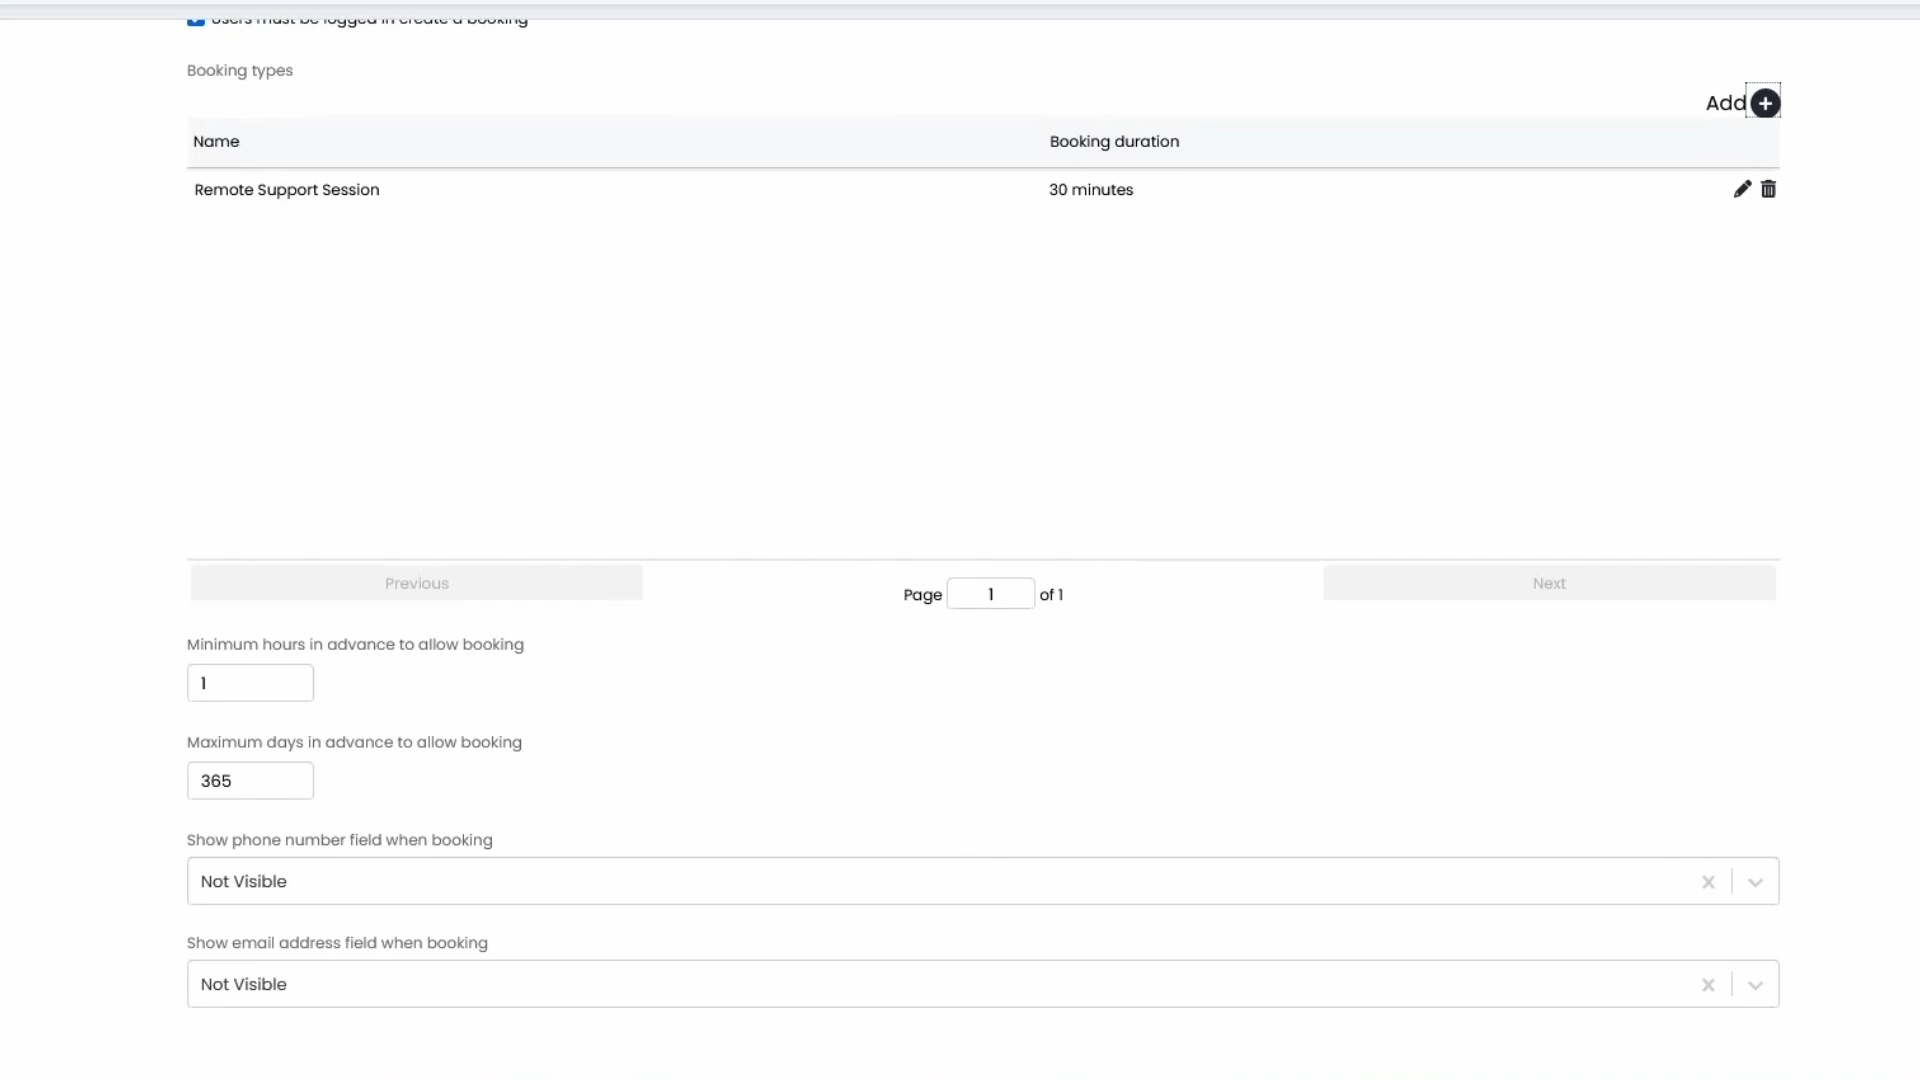 Users must be logged in create a booking
Booking types
Add
Name Booking duration
Remote Support Session 30 minutes
Previous Page 1 of 1 Next
Minimum hours in advance to allow booking
1
Maximum days in advance to allow booking
365
Show phone number field when booking
Not Visible
Show email address field when booking
Not Visible